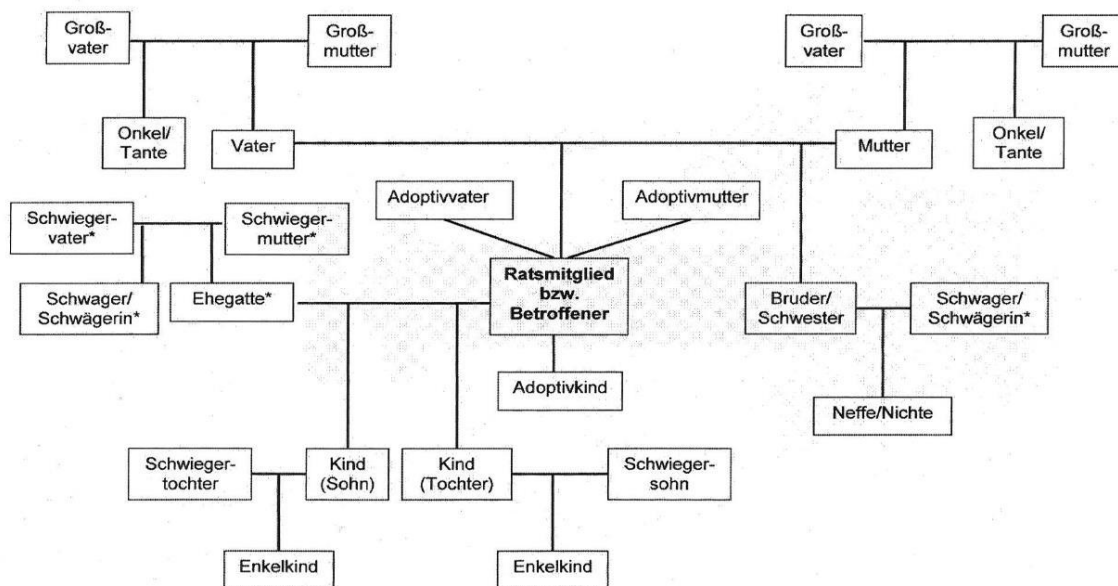 Groß-
vater
Groß-
mutter
Groß-
vater
Groß-
mutter
Onkel/
Tante
Vater
Mutter
Onkel/
Tante
Adoptivvater
Adoptivmutter
Schwieger-
vater*
Schwieger-
mutter*
Ratsmitglied
bzw.
Betroffener
Schwager/
Schwägerin*
Ehegatte*
Bruder/
Schwester
Schwager/
Schwägerin*
Adoptivkind
Neffe/Nichte
Schwieger-
tochter
Kind
(Sohn)
Kind
(Tochter)
Schwieger-
sohn
Enkelkind
Enkelkind